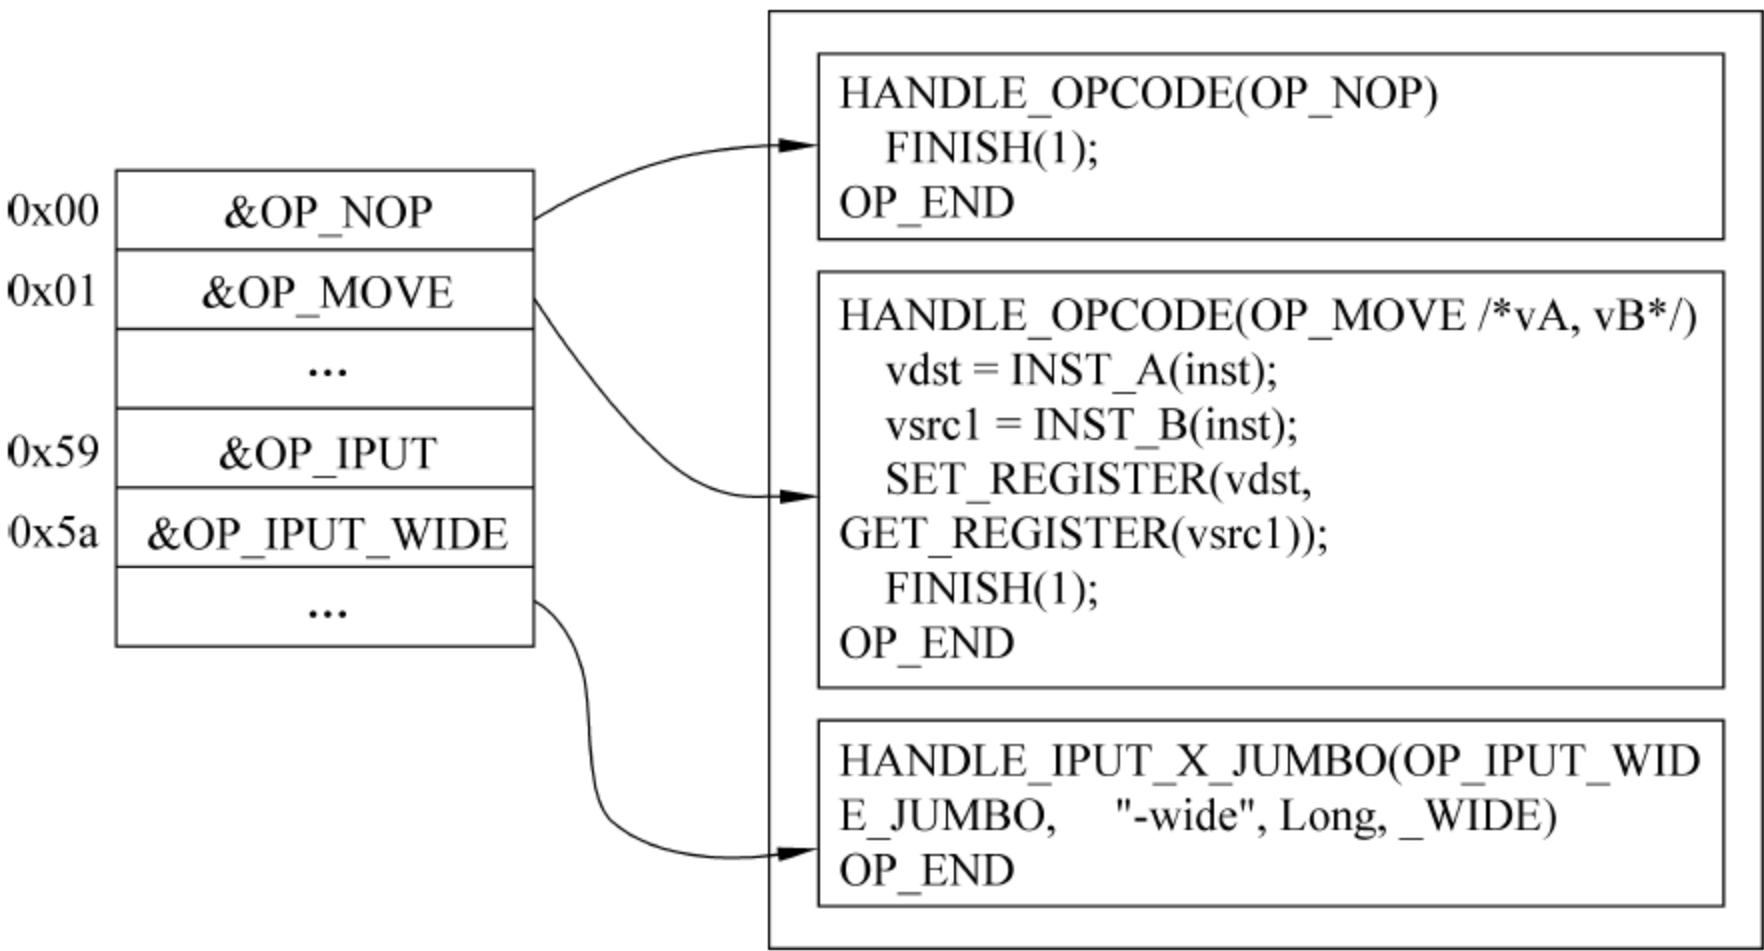 0x00 &OP_NOP
0x01 &OP_MOVE
...
0x59 &OP_IPUT
0x5a &OP_IPUT_WIDE
...
HANDLE_OPCODE(OP_NOP)
FINISH(1);
OP_END
HANDLE_OPCODE(OP_MOVE /*vA, vB*/)
vdst = INST_A(inst);
vsrc1 = INST_B(inst);
SET_REGISTER(vdst,
GET_REGISTER(vsrc1));
FINISH(1);
OP_END
HANDLE_IPUT_X_JUMBO(OP_IPUT_WID
E_JUMBO, "-wide", Long, _WIDE)
OP_END